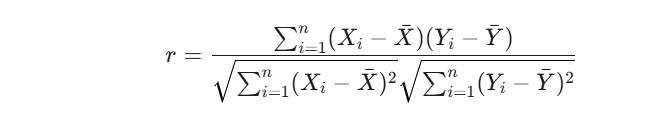 r = \frac{\sum_{i=1}^{n}(X_i - \bar{X})(Y_i - \bar{Y})}{\sqrt{\sum_{i=1}^{n}(X_i - \bar{X})^2}\sqrt{\sum_{i=1}^{n}(Y_i - \bar{Y})^2}}